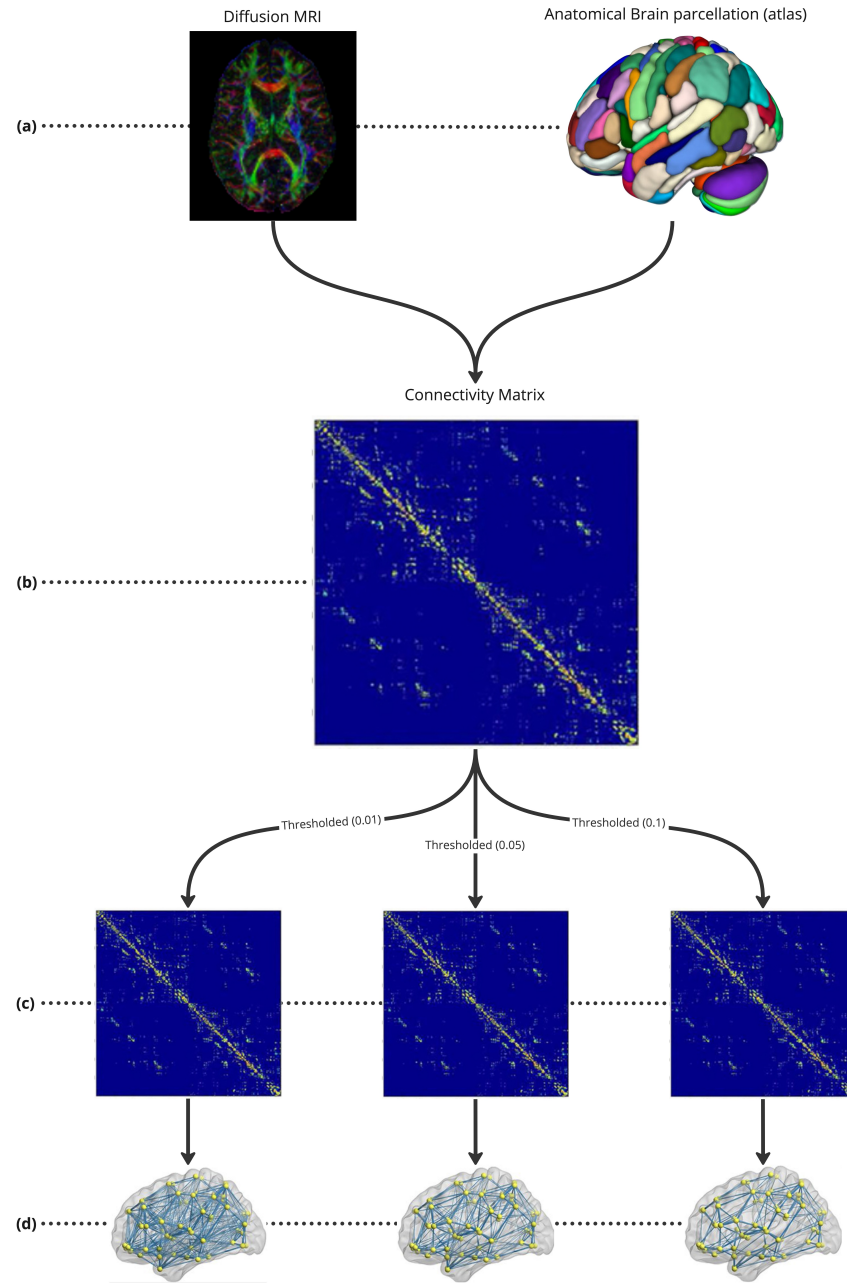 Diffusion MRI
Anatomical Brain parcellation (atlas)
(a)
Connectivity Matrix
(b)
Thresholded (0.01)
Thresholded (0.05)
Thresholded (0.1)
(c)
(d)